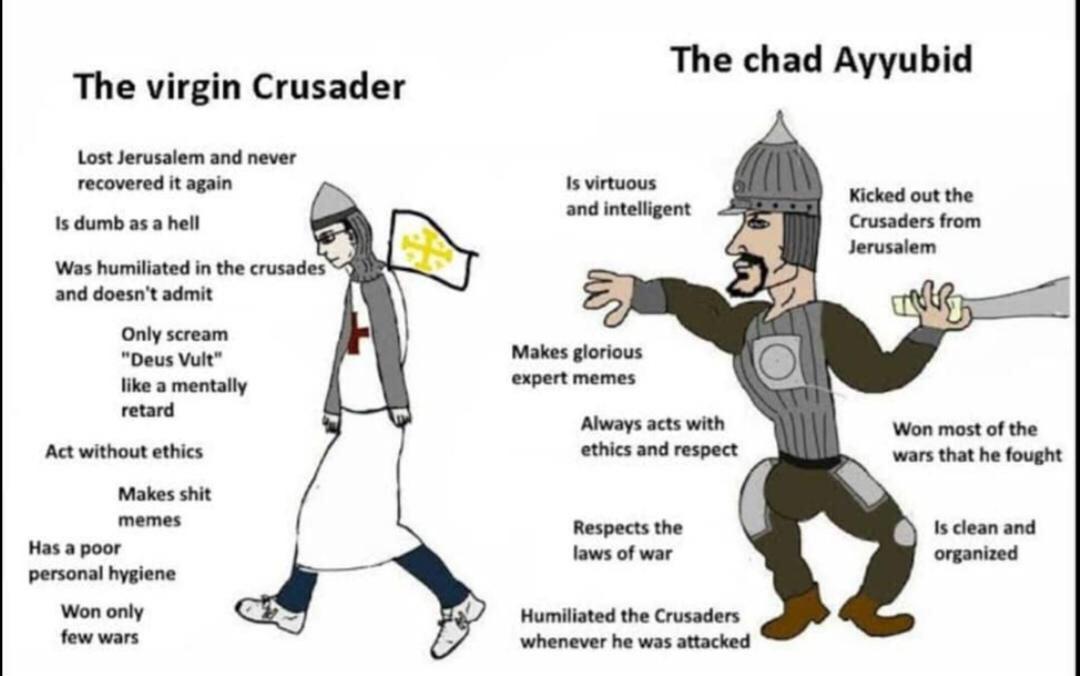 The virgin Crusader
Lost Jerusalem and never
recovered it again
Is dumb as a hell
Was humiliated in the crusades
and doesn't admit
Only scream
"Deus Vult"
like a mentally
retard
Act without ethics
Makes shit
memes
Has a poor
personal hygiene
Won only
few wars
The chad Ayyubid
Is virtuous
and intelligent
Kicked out the
Crusaders from
Jerusalem
Makes glorious
expert memes
Always acts with
ethics and respect
Won most of the
wars that he fought
Respects the
laws of war
Is clean and
organized
Humiliated the Crusaders
whenever he was attacked